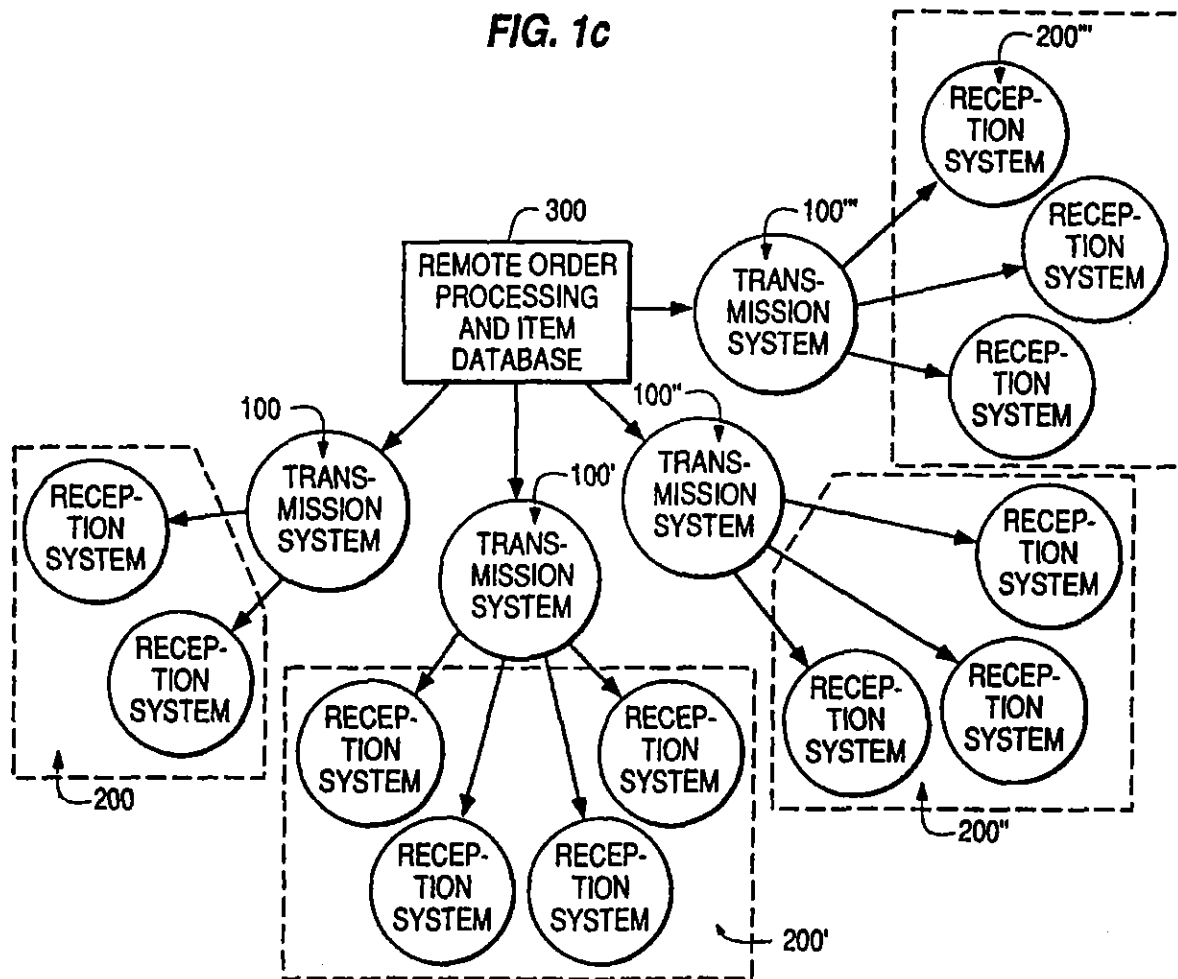 FIG. 1c
200'''
RECEP-
TION
SYSTEM
RECEP-
TION
SYSTEM
RECEP-
TION
SYSTEM
100'''
TRANS-
MISSION
SYSTEM
300
REMOTE ORDER
PROCESSING
AND ITEM
DATABASE
100
TRANS-
MISSION
SYSTEM
RECEP-
TION
SYSTEM
RECEP-
TION
SYSTEM
200
100'
TRANS-
MISSION
SYSTEM
RECEP-
TION
SYSTEM
RECEP-
TION
SYSTEM
RECEP-
TION
SYSTEM
RECEP-
TION
SYSTEM
200'
100"
TRANS-
MISSION
SYSTEM
RECEP-
TION
SYSTEM
RECEP-
TION
SYSTEM
RECEP-
TION
SYSTEM
200"